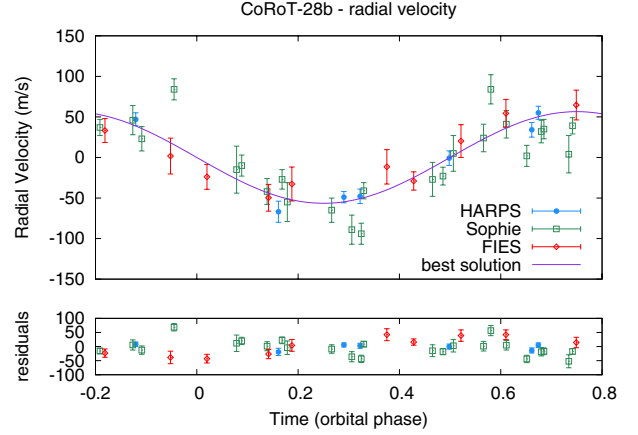 CoRoT-28b - radial velocity
150
100
50
0
-50
-100
-150
Radial Velocity (m/s)
HARPS
Sophie
FIES
best solution
100
50
0
-50
-100
residuals
-0.2 0 0.2 0.4 0.6 0.8
Time (orbital phase)